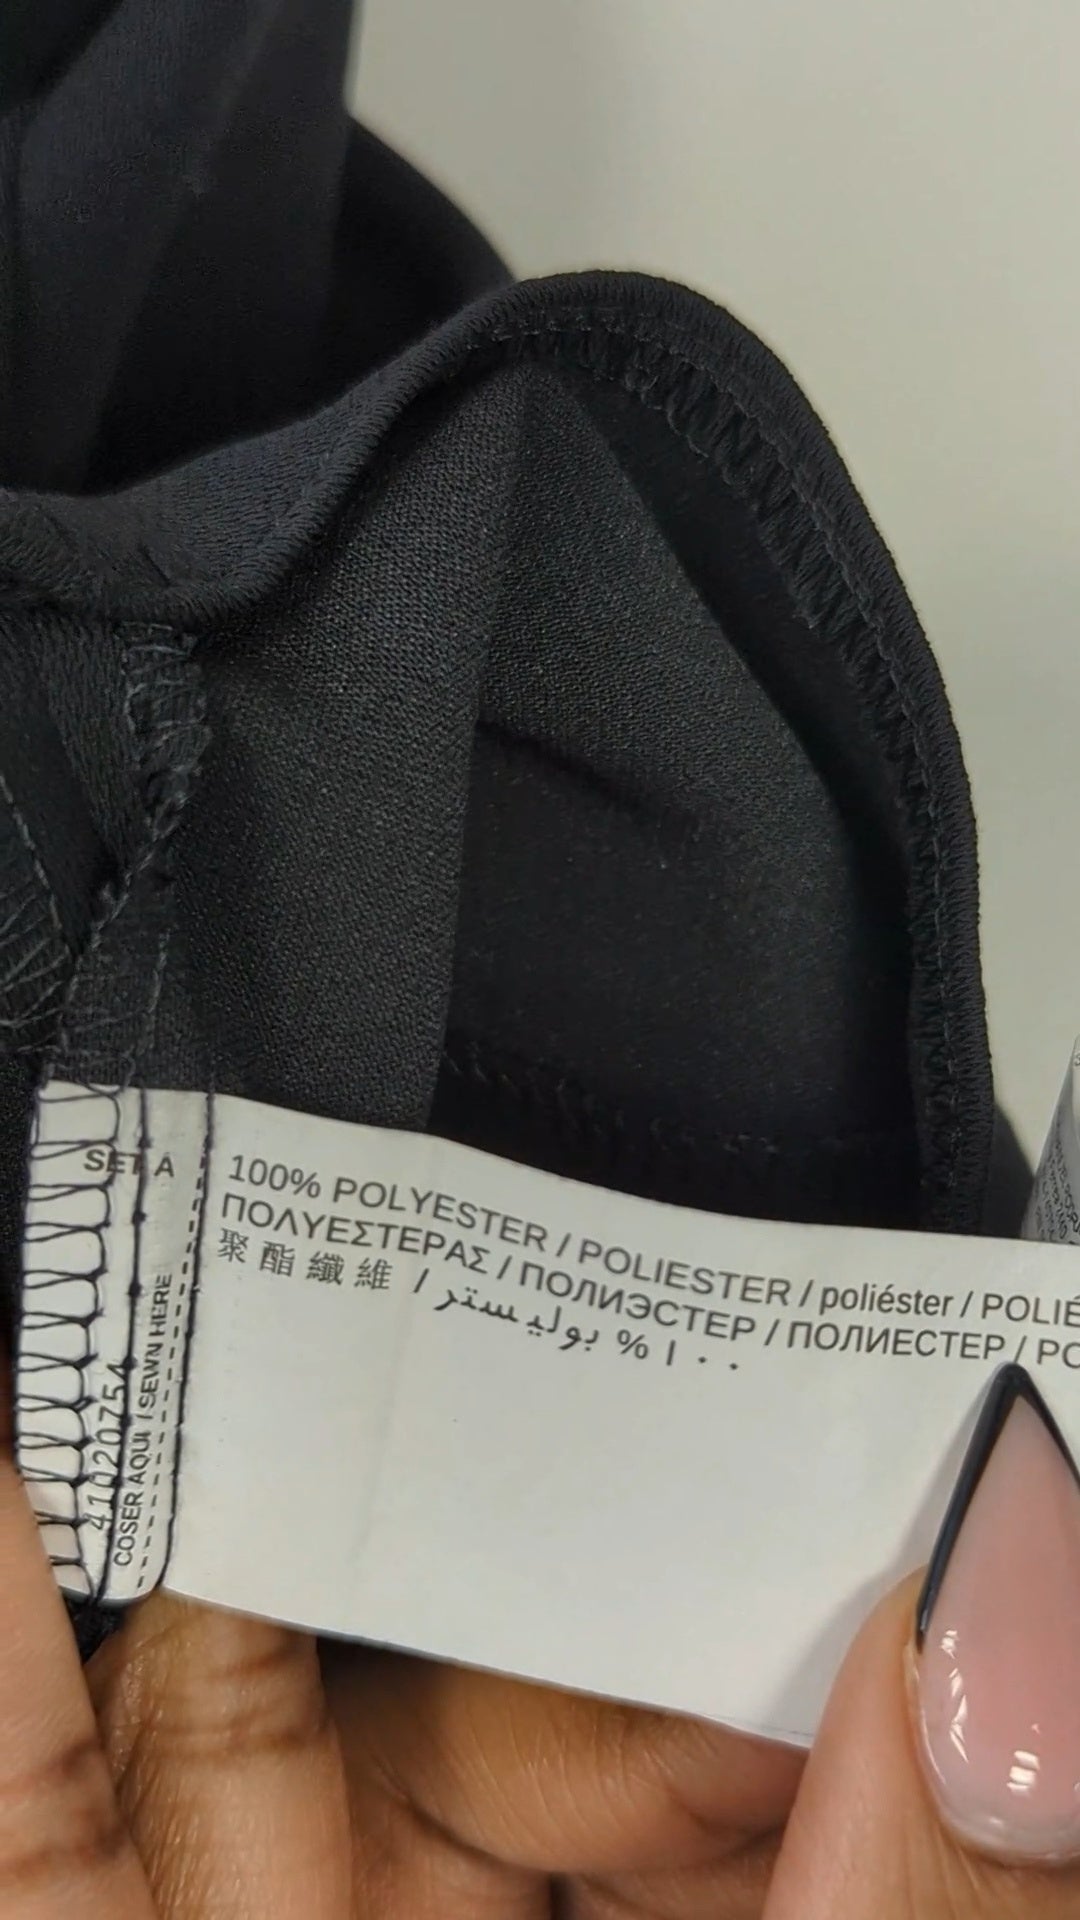 SET A
41020754
COSER AQUI / SEWN HERE
100% POLYESTER / POLIESTER / poliéster / POLIÉ
ΠΟΛΥΕΣΤΕΡΑΣ / ПОЛИЭСТЕР / ПОЛИЕСТЕР / PO
聚酯纖維 / بوليستر % ١٠٠